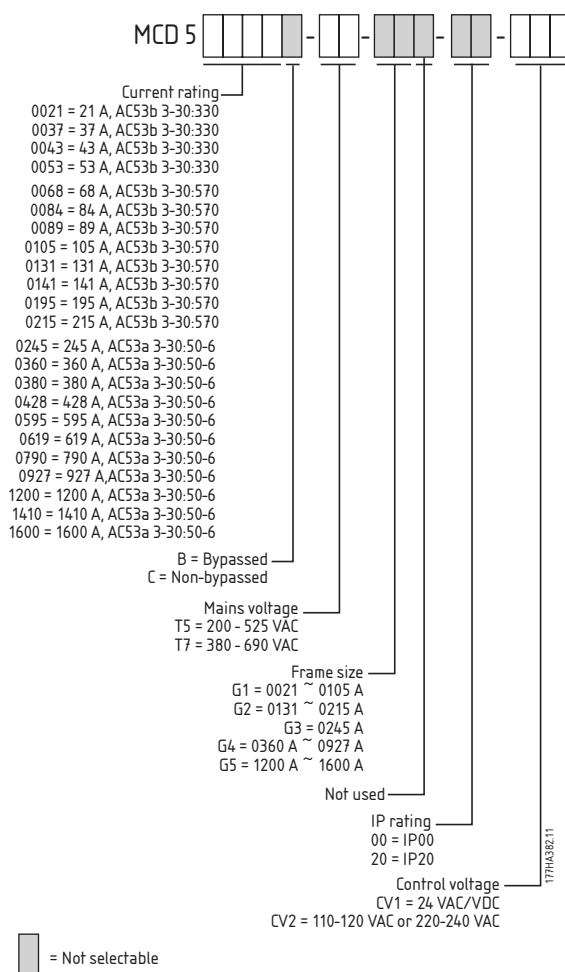 MCD 5 - - - -
Current rating
0021 = 21 A, AC53b 3-30:330
0037 = 37 A, AC53b 3-30:330
0043 = 43 A, AC53b 3-30:330
0053 = 53 A, AC53b 3-30:330
0068 = 68 A, AC53b 3-30:570
0084 = 84 A, AC53b 3-30:570
0089 = 89 A, AC53b 3-30:570
0105 = 105 A, AC53b 3-30:570
0131 = 131 A, AC53b 3-30:570
0141 = 141 A, AC53b 3-30:570
0195 = 195 A, AC53b 3-30:570
0215 = 215 A, AC53b 3-30:570
0245 = 245 A, AC53a 3-30:50-6
0360 = 360 A, AC53a 3-30:50-6
0380 = 380 A, AC53a 3-30:50-6
0428 = 428 A, AC53a 3-30:50-6
0595 = 595 A, AC53a 3-30:50-6
0619 = 619 A, AC53a 3-30:50-6
0790 = 790 A, AC53a 3-30:50-6
0927 = 927 A,AC53a 3-30:50-6
1200 = 1200 A, AC53a 3-30:50-6
1410 = 1410 A, AC53a 3-30:50-6
1600 = 1600 A, AC53a 3-30:50-6
B = Bypassed
C = Non-bypassed
Mains voltage
T5 = 200 - 525 VAC
T7 = 380 - 690 VAC
Frame size
G1 = 0021 ~ 0105 A
G2 = 0131 ~ 0215 A
G3 = 0245 A
G4 = 0360 A ~ 0927 A
G5 = 1200 A ~ 1600 A
Not used
IP rating
00 = IP00
20 = IP20
177HA382.11
Control voltage
CV1 = 24 VAC/VDC
CV2 = 110-120 VAC or 220-240 VAC
= Not selectable